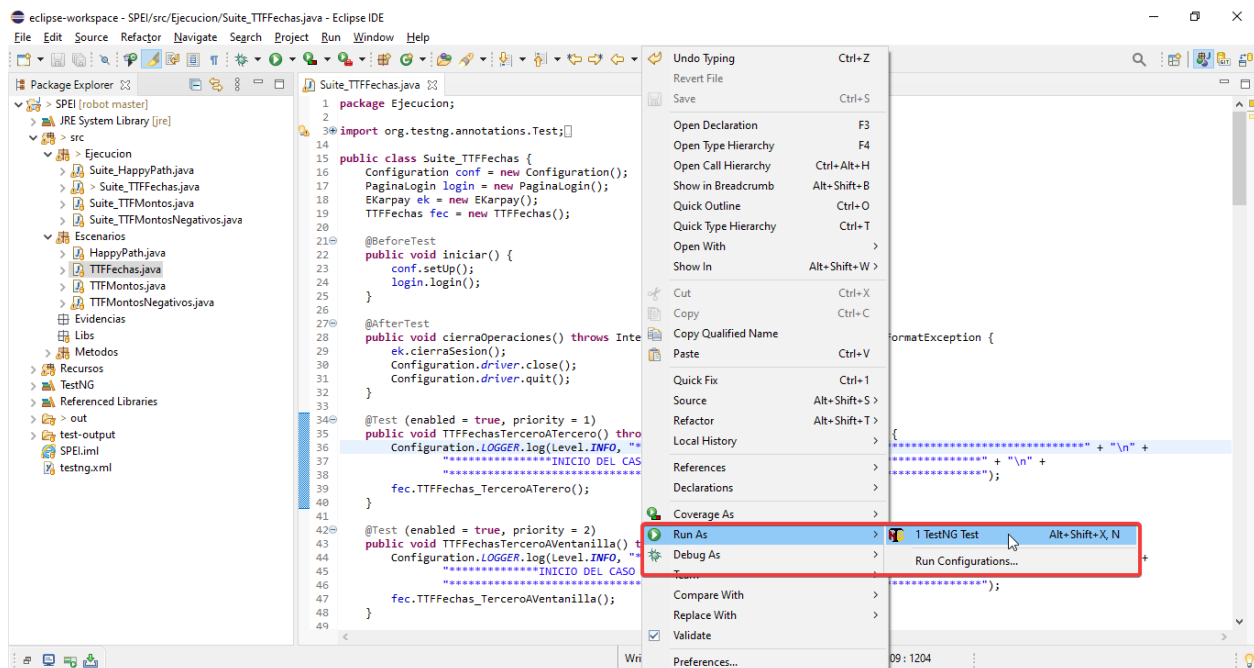 eclipse-workspace - SPEI/src/Ejecucion/Suite_TTFFechas.java - Eclipse IDE
File Edit Source Refactor Navigate Search Project Run Window Help
Package Explorer
> SPEI [robot master]
JRE System Library [jre]
> src
> Ejecucion
Suite_HappyPath.java
> Suite_TTFFechas.java
Suite_TTFMontos.java
Suite_TTFMontosNegativos.java
Escenarios
HappyPath.java
TTFFechas.java
TTFMontos.java
TTFMontosNegativos.java
Evidencias
Libs
Metodos
Recursos
TestNG
Referenced Libraries
> out
test-output
SPEI.iml
testng.xml
Suite_TTFFechas.java
1 package Ejecucion;
2
3 import org.testng.annotations.Test;
14
15 public class Suite_TTFFechas {
16 Configuration conf = new Configuration();
17 PaginaLogin login = new PaginaLogin();
18 EKarpay ek = new EKarpay();
19 TTFFechas fec = new TTFFechas();
20
21 @BeforeTest
22 public void iniciar() {
23 conf.setUp();
24 login.login();
25 }
26
27 @AfterTest
28 public void cierraOperaciones() throws Inte ormatException {
29 ek.cierraSesion();
30 Configuration.driver.close();
31 Configuration.driver.quit();
32 }
33
34 @Test (enabled = true, priority = 1)
35 public void TTFFechasTerceroATercero() thro {
36 Configuration.LOGGER.log(Level.INFO, "* *****************************" + "\n" +
37 "****************INICIO DEL CAS **************" + "\n" +
38 "****************************** **************");
39 fec.TTFFechas_TerceroATerero();
40 }
41
42 @Test (enabled = true, priority = 2)
43 public void TTFFechasTerceroAVentanilla() t
44 Configuration.LOGGER.log(Level.INFO, "* +
45 "**************INICIO DEL CASO
46 "****************************** **************");
47 fec.TTFFechas_TerceroAVentanilla();
48 }
49
Undo Typing Ctrl+Z
Revert File
Save Ctrl+S
Open Declaration F3
Open Type Hierarchy F4
Open Call Hierarchy Ctrl+Alt+H
Show in Breadcrumb Alt+Shift+B
Quick Outline Ctrl+O
Quick Type Hierarchy Ctrl+T
Open With >
Show In Alt+Shift+W >
Cut Ctrl+X
Copy Ctrl+C
Copy Qualified Name
Paste Ctrl+V
Quick Fix Ctrl+1
Source Alt+Shift+S >
Refactor Alt+Shift+T >
Local History >
References >
Declarations >
Coverage As >
Run As >
Debug As >
Team >
Compare With >
Replace With >
Validate
Preferences...
1 TestNG Test Alt+Shift+X, N
Run Configurations...
Wri
09 : 1204